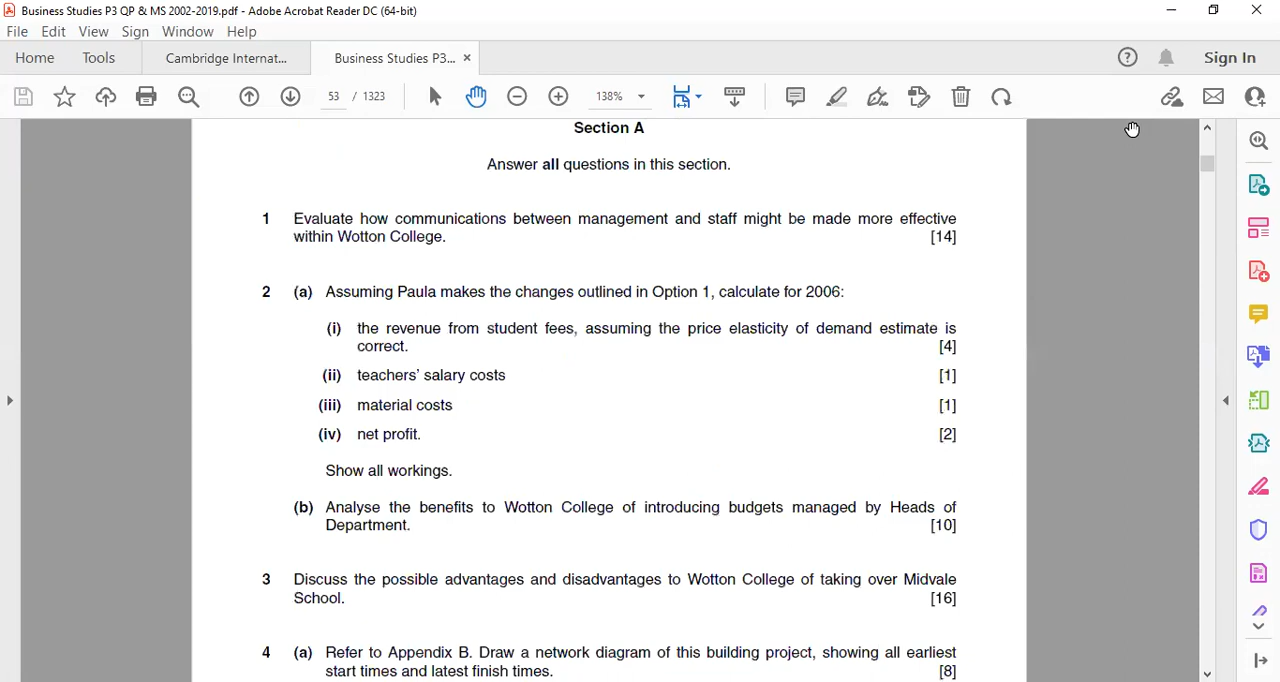 Business Studies P3 QP & MS 2002-2019.pdf - Adobe Acrobat Reader DC (64-bit)
File Edit View Sign Window Help
Home Tools Cambridge Internat... Business Studies P3... × Sign In
53 / 1323 138%
Section A
Answer all questions in this section.
1 Evaluate how communications between management and staff might be made more effective
within Wotton College. [14]
2 (a) Assuming Paula makes the changes outlined in Option 1, calculate for 2006:
(i) the revenue from student fees, assuming the price elasticity of demand estimate is
correct. [4]
(ii) teachers' salary costs [1]
(iii) material costs [1]
(iv) net profit. [2]
Show all workings.
(b) Analyse the benefits to Wotton College of introducing budgets managed by Heads of
Department. [10]
3 Discuss the possible advantages and disadvantages to Wotton College of taking over Midvale
School. [16]
4 (a) Refer to Appendix B. Draw a network diagram of this building project, showing all earliest
start times and latest finish times. [8]